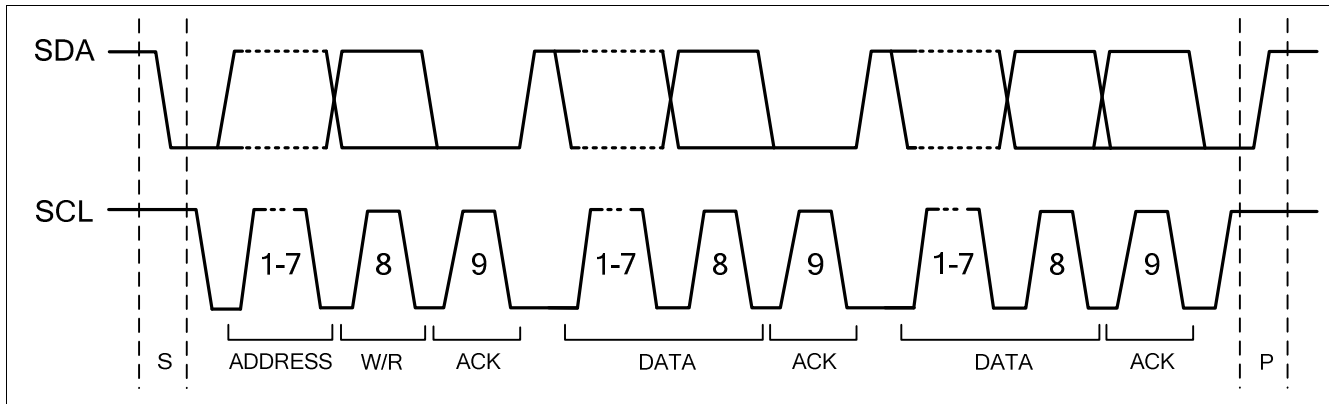 SDA
SCL
1-7 8 9 1-7 8 9 1-7 8 9
S ADDRESS W/R ACK DATA ACK DATA ACK P